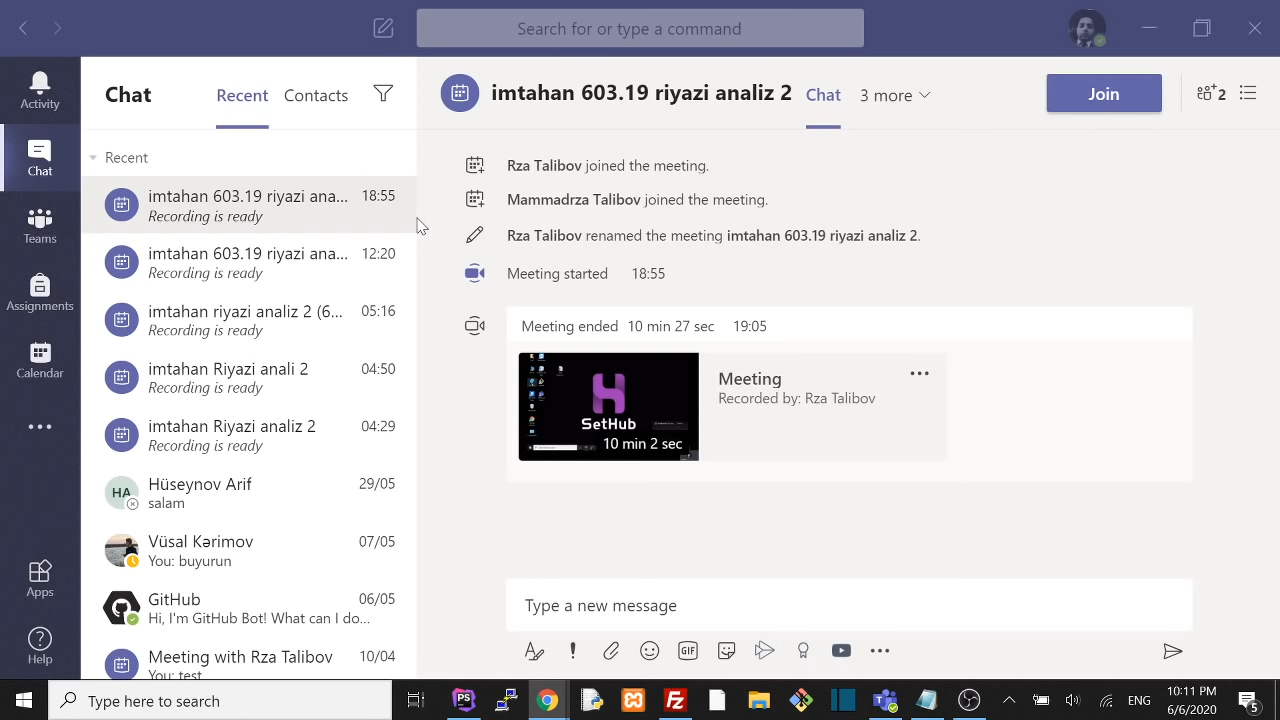 Search for or type a command
Activity
Chat
Teams
Assignments
Calendar
Apps
Help
Chat
Recent
Contacts
Recent
imtahan 603.19 riyazi ana... 18:55
Recording is ready
imtahan 603.19 riyazi ana... 12:20
Recording is ready
imtahan riyazi analiz 2 (6... 05:16
Recording is ready
imtahan Riyazi anali 2 04:50
Recording is ready
imtahan Riyazi analiz 2 04:29
Recording is ready
HA
Hüseynov Arif 29/05
salam
Vüsal Kərimov 07/05
You: buyurun
GitHub 06/05
Hi, I'm GitHub Bot! What can I do...
Meeting with Rza Talibov 10/04
You: test
imtahan 603.19 riyazi analiz 2
Chat
3 more
Join
2
Rza Talibov joined the meeting.
Mammadrza Talibov joined the meeting.
Rza Talibov renamed the meeting imtahan 603.19 riyazi analiz 2.
Meeting started 18:55
Meeting ended 10 min 27 sec 19:05
SetHub
10 min 2 sec
Meeting
Recorded by: Rza Talibov
Type a new message
GIF
Type here to search
PS
Fz
ENG
10:11 PM
6/6/2020
5